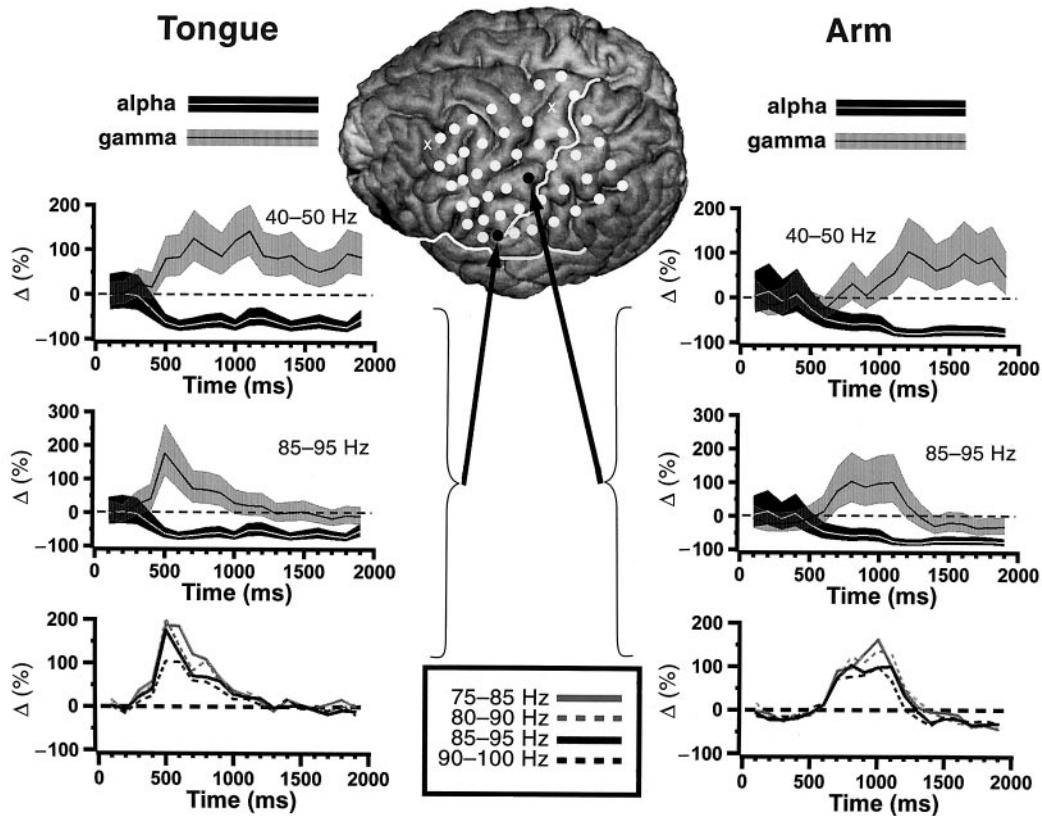 Tongue
alpha
gamma
200
100
0
−100
Δ (%)
40–50 Hz
0
500
1000
1500
2000
Time (ms)
300
200
100
0
−100
Δ (%)
85–95 Hz
0
500
1000
1500
2000
Time (ms)
200
100
0
−100
Δ (%)
0
500
1000
1500
2000
Time (ms)
x
x
75–85 Hz
80–90 Hz
85–95 Hz
90–100 Hz
Arm
alpha
gamma
200
100
0
−100
Δ (%)
40–50 Hz
0
500
1000
1500
2000
Time (ms)
300
200
100
0
−100
Δ (%)
85–95 Hz
0
500
1000
1500
2000
Time (ms)
200
100
0
−100
Δ (%)
0
500
1000
1500
2000
Time (ms)